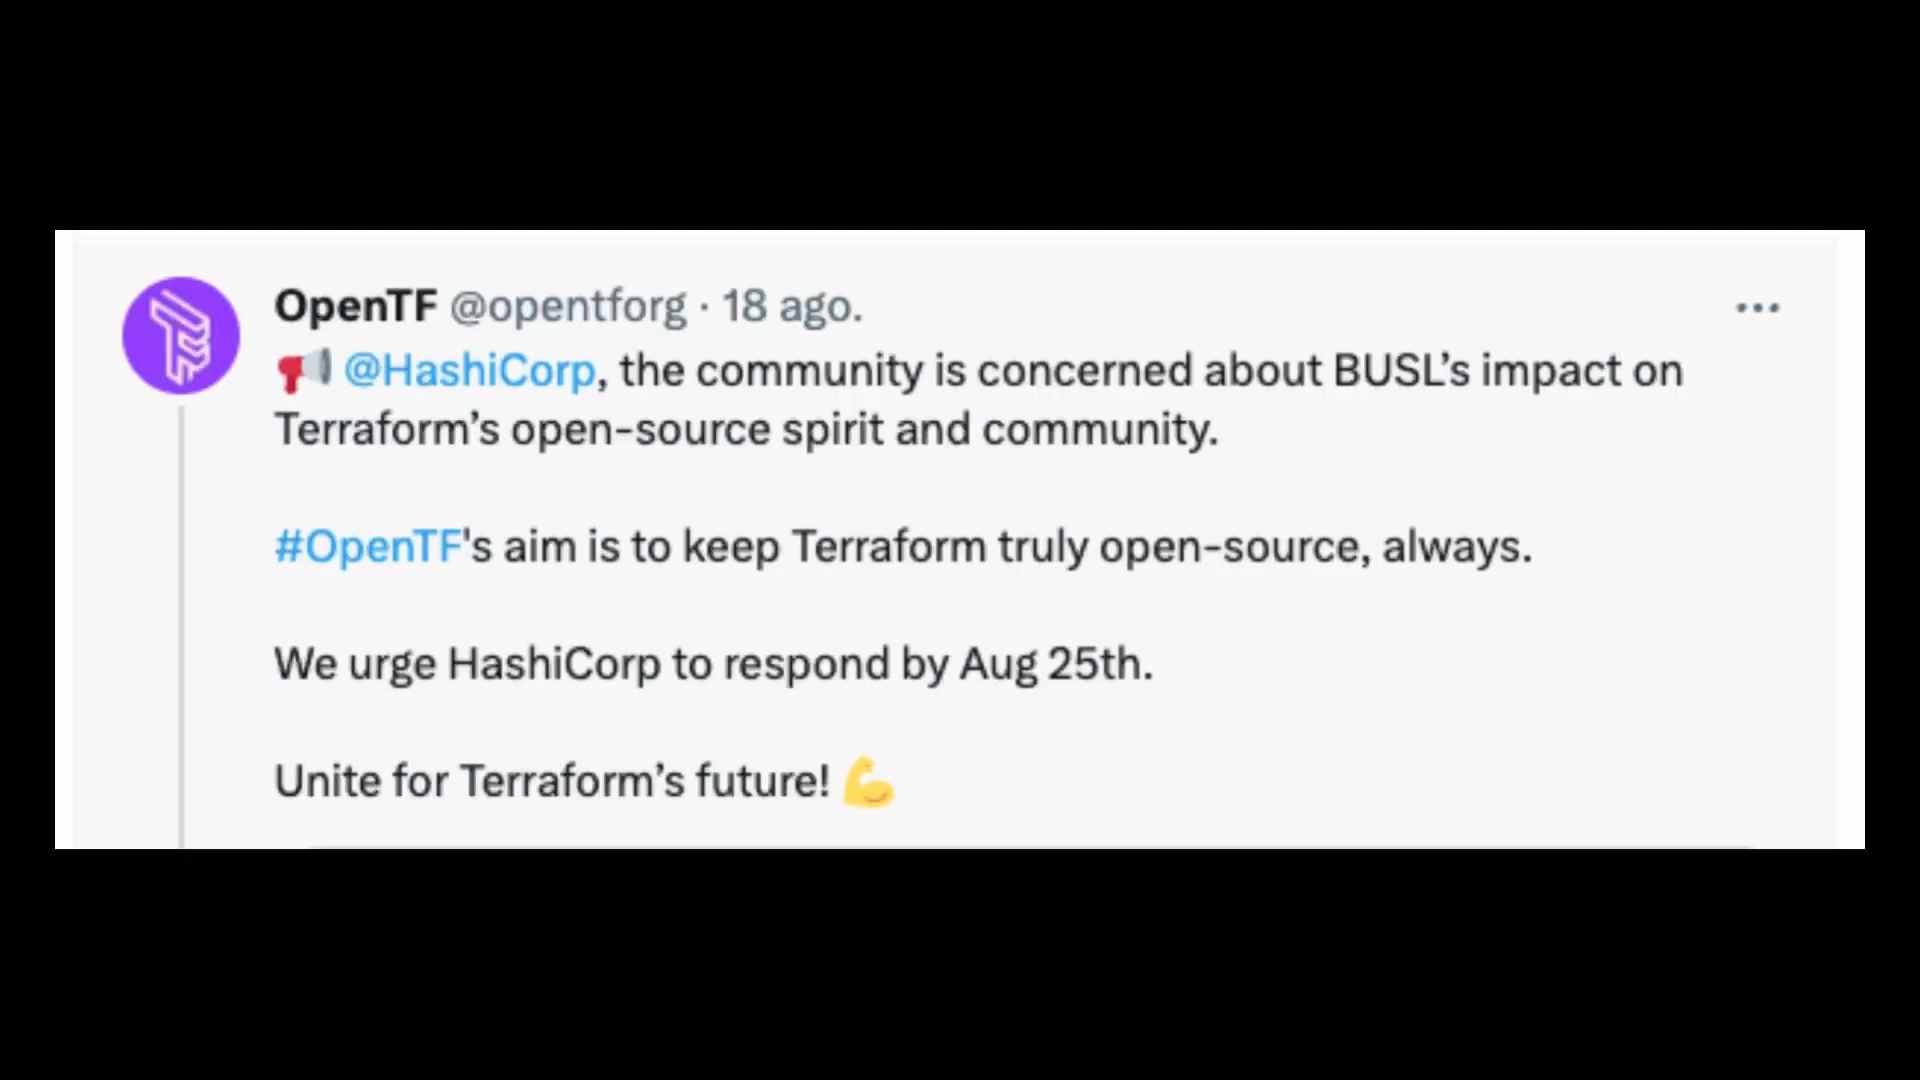 OpenTF @opentforg · 18 ago.
📢 @HashiCorp, the community is concerned about BUSL’s impact on
Terraform’s open-source spirit and community.
#OpenTF's aim is to keep Terraform truly open-source, always.
We urge HashiCorp to respond by Aug 25th.
Unite for Terraform’s future! 💪